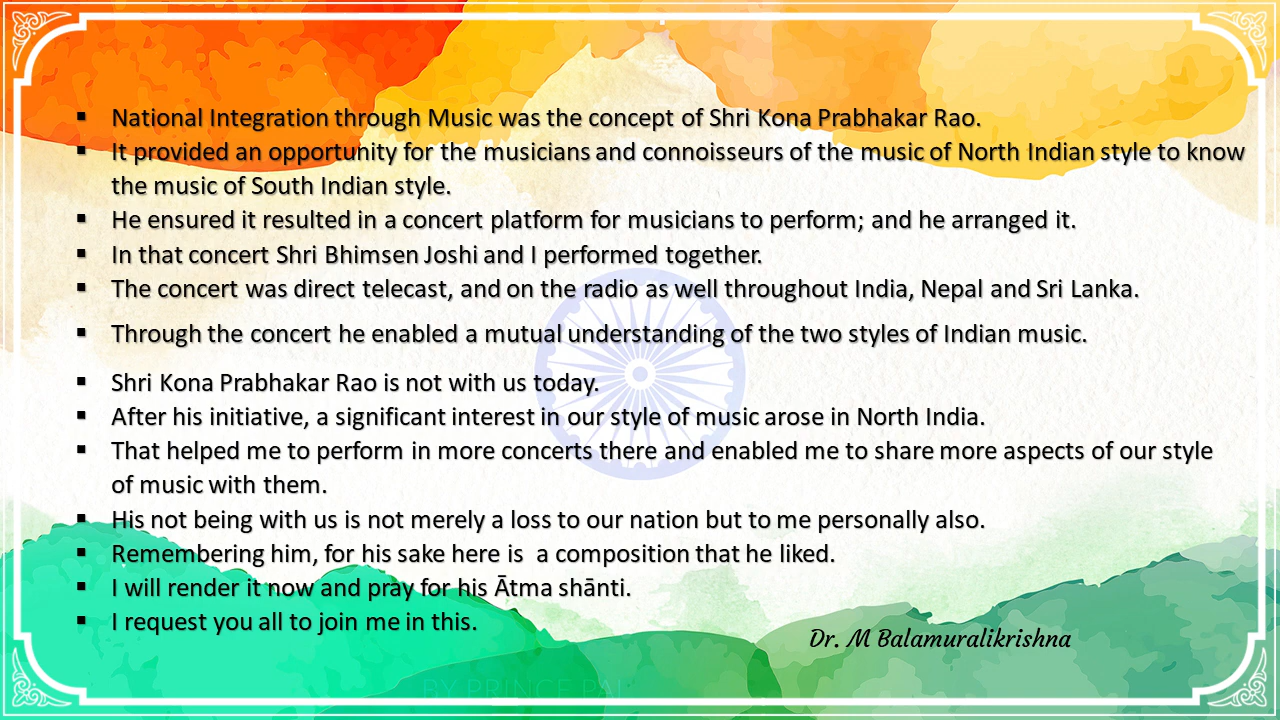 ▪ National Integration through Music was the concept of Shri Kona Prabhakar Rao.
▪ It provided an opportunity for the musicians and connoisseurs of the music of North Indian style to know
the music of South Indian style.
▪ He ensured it resulted in a concert platform for musicians to perform; and he arranged it.
▪ In that concert Shri Bhimsen Joshi and I performed together.
▪ The concert was direct telecast, and on the radio as well throughout India, Nepal and Sri Lanka.
▪ Through the concert he enabled a mutual understanding of the two styles of Indian music.
▪ Shri Kona Prabhakar Rao is not with us today.
▪ After his initiative, a significant interest in our style of music arose in North India.
▪ That helped me to perform in more concerts there and enabled me to share more aspects of our style
of music with them.
▪ His not being with us is not merely a loss to our nation but to me personally also.
▪ Remembering him, for his sake here is  a composition that he liked.
▪ I will render it now and pray for his Ātma shānti.
▪ I request you all to join me in this.
Dr. M Balamuralikrishna
BY PRINCE PAL